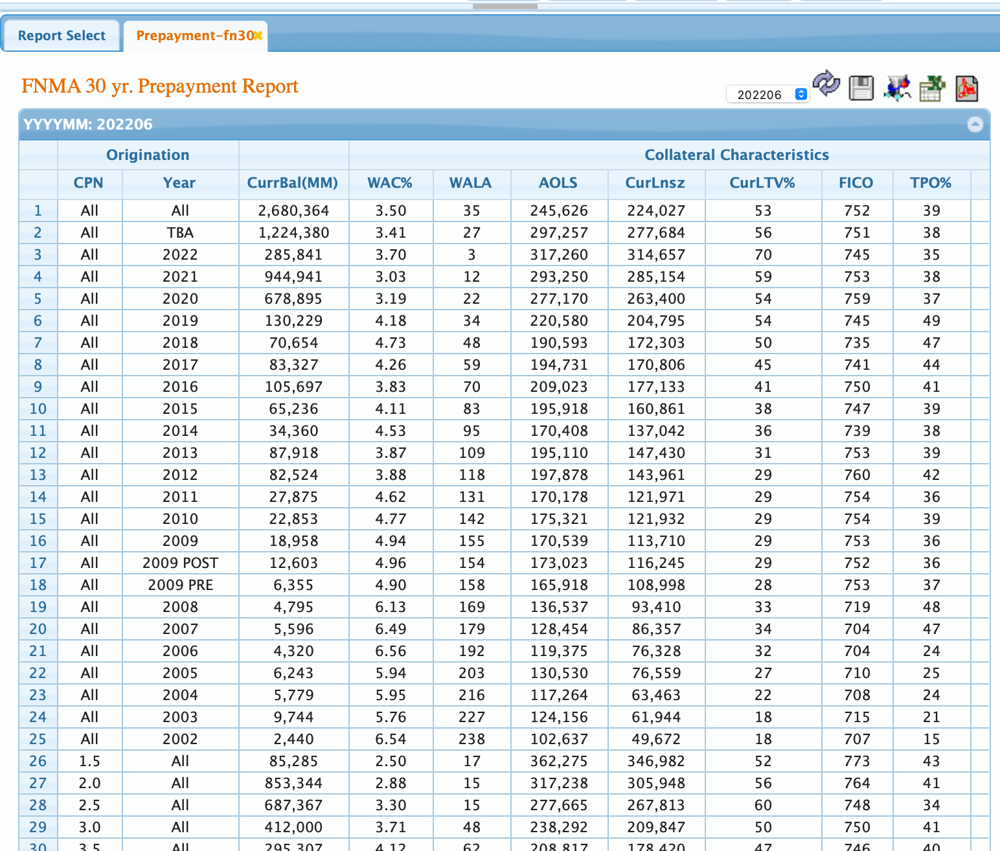 Report Select Prepayment-fn30
FNMA 30 yr. Prepayment Report
202206
YYYYMM: 202206
Origination Collateral Characteristics
CPN Year CurrBal(MM) WAC% WALA AOLS CurLnsz CurLTV% FICO TPO%
1 All All 2,680,364 3.50 35 245,626 224,027 53 752 39
2 All TBA 1,224,380 3.41 27 297,257 277,684 56 751 38
3 All 2022 285,841 3.70 3 317,260 314,657 70 745 35
4 All 2021 944,941 3.03 12 293,250 285,154 59 753 38
5 All 2020 678,895 3.19 22 277,170 263,400 54 759 37
6 All 2019 130,229 4.18 34 220,580 204,795 54 745 49
7 All 2018 70,654 4.73 48 190,593 172,303 50 735 47
8 All 2017 83,327 4.26 59 194,731 170,806 45 741 44
9 All 2016 105,697 3.83 70 209,023 177,133 41 750 41
10 All 2015 65,236 4.11 83 195,918 160,861 38 747 39
11 All 2014 34,360 4.53 95 170,408 137,042 36 739 38
12 All 2013 87,918 3.87 109 195,110 147,430 31 753 39
13 All 2012 82,524 3.88 118 197,878 143,961 29 760 42
14 All 2011 27,875 4.62 131 170,178 121,971 29 754 36
15 All 2010 22,853 4.77 142 175,321 121,932 29 754 39
16 All 2009 18,958 4.94 155 170,539 113,710 29 753 36
17 All 2009 POST 12,603 4.96 154 173,023 116,245 29 752 36
18 All 2009 PRE 6,355 4.90 158 165,918 108,998 28 753 37
19 All 2008 4,795 6.13 169 136,537 93,410 33 719 48
20 All 2007 5,596 6.49 179 128,454 86,357 34 704 47
21 All 2006 4,320 6.56 192 119,375 76,328 32 704 24
22 All 2005 6,243 5.94 203 130,530 76,559 27 710 25
23 All 2004 5,779 5.95 216 117,264 63,463 22 708 24
24 All 2003 9,744 5.76 227 124,156 61,944 18 715 21
25 All 2002 2,440 6.54 238 102,637 49,672 18 707 15
26 1.5 All 85,285 2.50 17 362,275 346,982 52 773 43
27 2.0 All 853,344 2.88 15 317,238 305,948 56 764 41
28 2.5 All 687,367 3.30 15 277,665 267,813 60 748 34
29 3.0 All 412,000 3.71 48 238,292 209,847 50 750 41
30 3.5 All 295,307 4.12 62 208,817 178,420 47 746 40